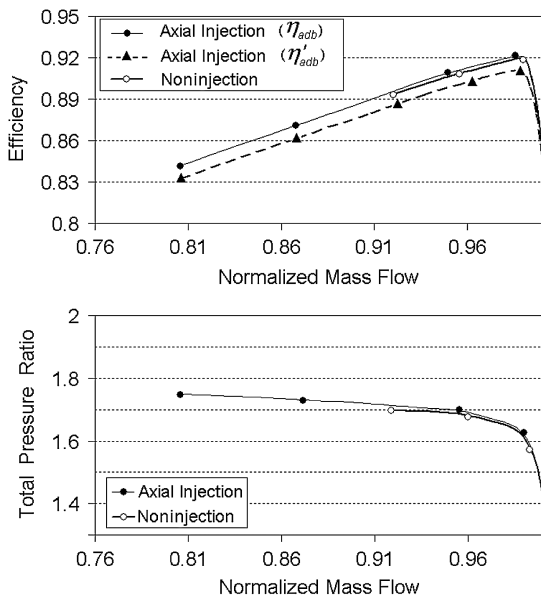 0.95
0.92
0.89
0.86
0.83
0.8
Efficiency
Axial Injection (η_adb)
Axial Injection (η'_adb)
Noninjection
0.76 0.81 0.86 0.91 0.96
Normalized Mass Flow
2
1.8
1.6
1.4
Total Pressure Ratio
Axial Injection
Noninjection
0.76 0.81 0.86 0.91 0.96
Normalized Mass Flow